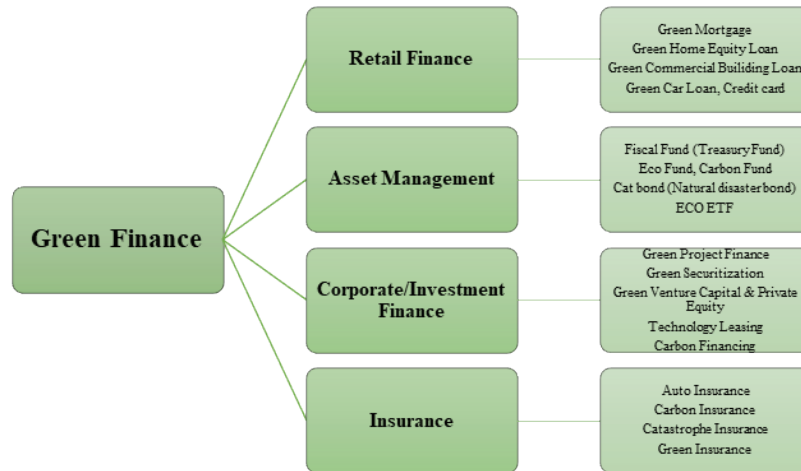 Green Finance
Retail Finance
Green Mortgage
Green Home Equity Loan
Green Commercial Builiding Loan
Green Car Loan, Credit card
Asset Management
Fiscal Fund (Treasury Fund)
Eco Fund, Carbon Fund
Cat bond (Natural disaster bond)
ECO ETF
Corporate/Investment
Finance
Green Project Finance
Green Securitization
Green Venture Capital & Private
Equity
Technology Leasing
Carbon Financing
Insurance
Auto Insurance
Carbon Insurance
Catastrophe Insurance
Green Insurance